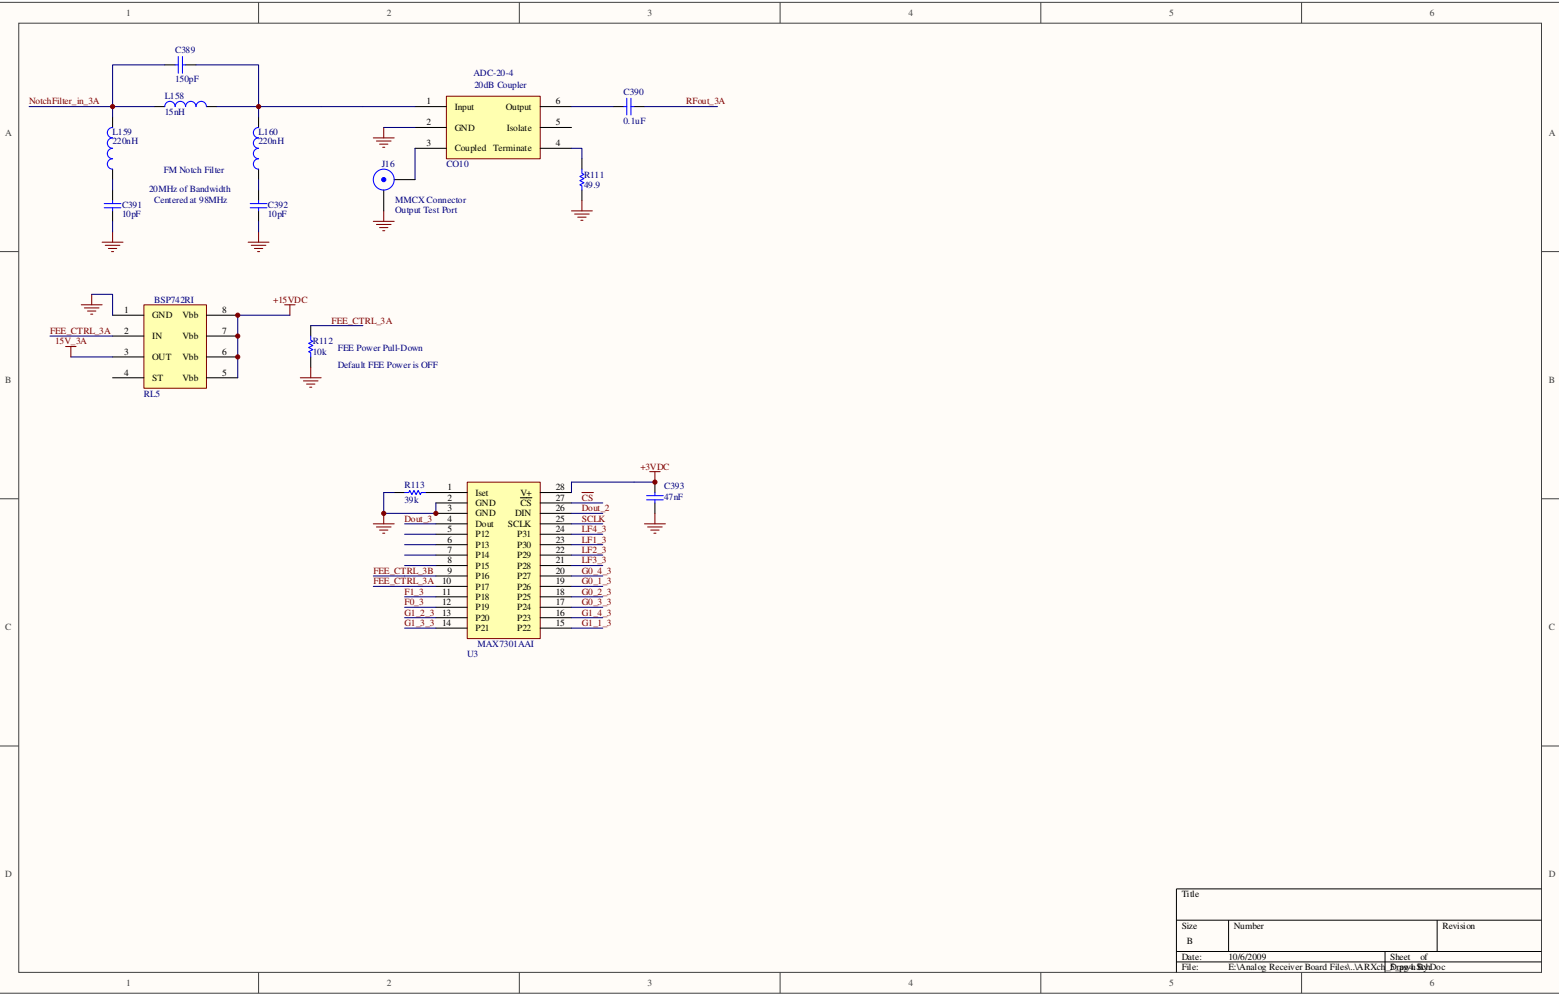 1 2 3 4 5 6
A A
B B
C C
D D
1 2 3 4 5 6
C389
150pF
NotchFilter_in_3A
L158
15nH
L159
220nH
L160
220nH
FM Notch Filter
20MHz of Bandwidth
Centered at 98MHz
C391
10pF
C392
10pF
ADC-20-4
20dB Coupler
1 Input Output 6
2 GND Isolate 5
3 Coupled Terminate 4
CO10
C390
0.1uF
RFout_3A
J16
MMCX Connector
Output Test Port
R111
49.9
BSP742RI
+15VDC
1 GND Vbb 8
FEE_CTRL_3A 2 IN Vbb 7
15V_3A
3 OUT Vbb 6
4 ST Vbb 5
RL5
FEE_CTRL_3A
R112
10k
FEE Power Pull-Down
Default FEE Power is OFF
+3VDC
C393
47nF
R113
39k
1 Iset V+ 28
2 GND CS 27 CS
3 GND DIN 26 Dout_2
Dout_3 4 Dout SCLK 25 SCLK
5 P12 P31 24 LF4_3
6 P13 P30 23 LF1_3
7 P14 P29 22 LF2_3
8 P15 P28 21 LF3_3
FEE_CTRL_3B 9 P16 P27 20 G0_4_3
FEE_CTRL_3A 10 P17 P26 19 G0_1_3
F1_3 11 P18 P25 18 G0_2_3
F0_3 12 P19 P24 17 G0_3_3
G1_2_3 13 P20 P23 16 G1_4_3
G1_3_3 14 P21 P22 15 G1_1_3
MAX7301AAI
U3
Title
Size Number Revision
B
Date: 10/6/2009 Sheet of
File: E:\Analog Receiver Board Files\..\ARXch